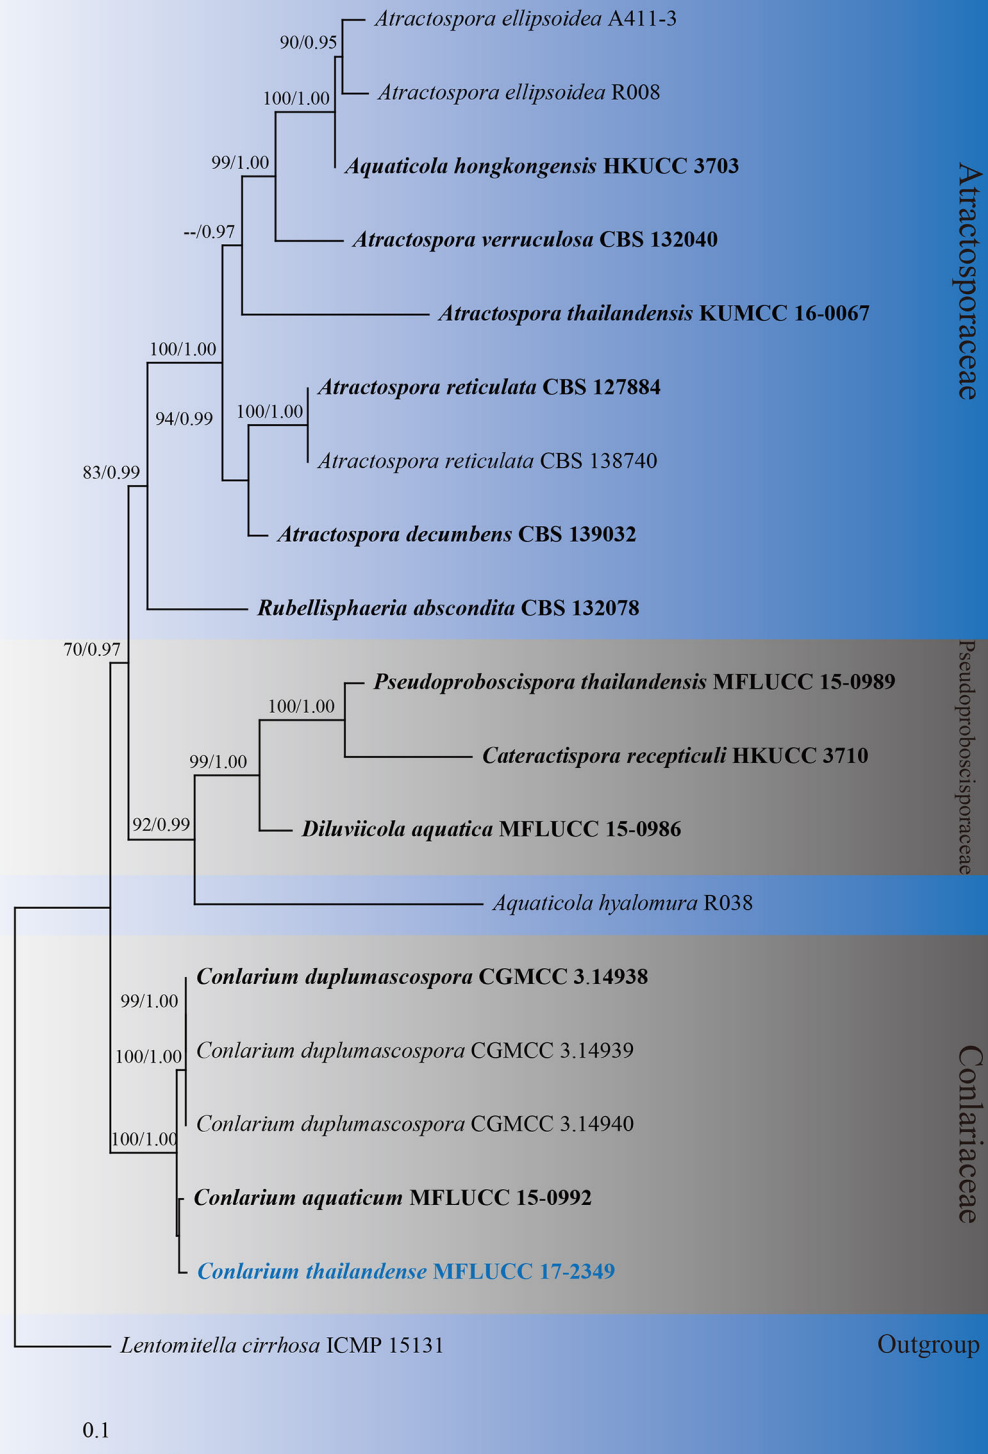 Atractospora ellipsoidea A411-3
90/0.95
Atractospora ellipsoidea R008
100/1.00
Aquaticola hongkongensis HKUCC 3703
99/1.00
Atractosporaceae
--/0.97
Atractospora verruculosa CBS 132040
Atractospora thailandensis KUMCC 16-0067
100/1.00
Atractospora reticulata CBS 127884
94/0.99
100/1.00
Atractospora reticulata CBS 138740
83/0.99
Atractospora decumbens CBS 139032
Rubellisphaeria abscondita CBS 132078
70/0.97
Pseudoproboscisporaceae
Pseudoproboscispora thailandensis MFLUCC 15-0989
100/1.00
Cateractispora recepticuli HKUCC 3710
99/1.00
Diluviicola aquatica MFLUCC 15-0986
92/0.99
Aquaticola hyalomura R038
Conlarium duplumascospora CGMCC 3.14938
99/1.00
Conlarium duplumascospora CGMCC 3.14939
100/1.00
Conlariaceae
Conlarium duplumascospora CGMCC 3.14940
100/1.00
Conlarium aquaticum MFLUCC 15-0992
Conlarium thailandense MFLUCC 17-2349
Lentomitella cirrhosa ICMP 15131
Outgroup
0.1